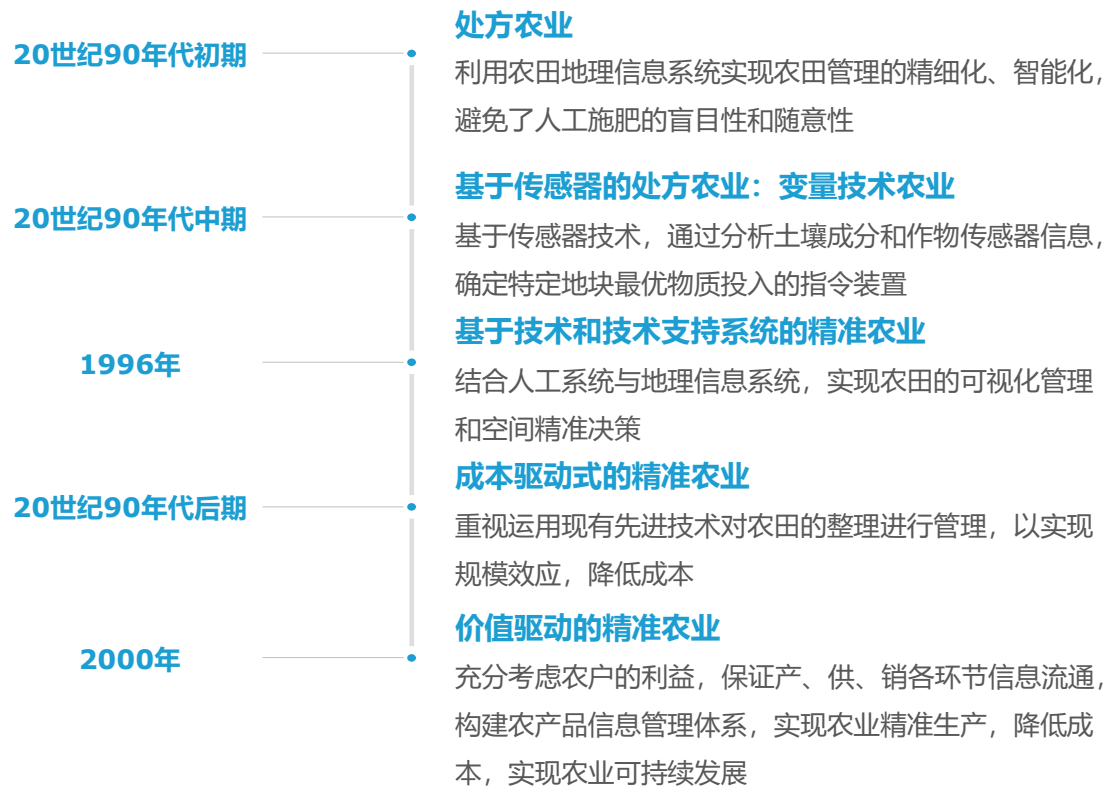 20世纪90年代初期
处方农业
利用农田地理信息系统实现农田管理的精细化、智能化，
避免了人工施肥的盲目性和随意性
20世纪90年代中期
基于传感器的处方农业：变量技术农业
基于传感器技术，通过分析土壤成分和作物传感器信息，
确定特定地块最优物质投入的指令装置
1996年
基于技术和技术支持系统的精准农业
结合人工系统与地理信息系统，实现农田的可视化管理
和空间精准决策
20世纪90年代后期
成本驱动式的精准农业
重视运用现有先进技术对农田的整理进行管理，以实现
规模效应，降低成本
2000年
价值驱动的精准农业
充分考虑农户的利益，保证产、供、销各环节信息流通，
构建农产品信息管理体系，实现农业精准生产，降低成
本，实现农业可持续发展